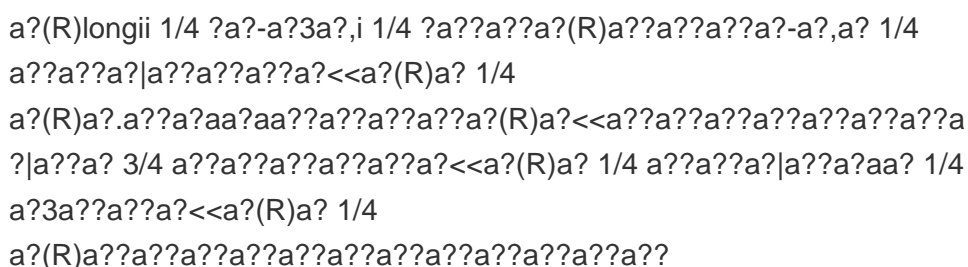 a?(R)longii 1/4 ?a?-a?3a?,i 1/4 ?a??a??a?(R)a??a??a??a?-a?,a? 1/4
a??a??a?|a??a??a??a?<<a?(R)a? 1/4
a?(R)a?.a??a?aa?aa??a??a??a??a?(R)a?<<a??a??a??a??a??a??a??a
?|a??a? 3/4 a??a??a??a??a??a?<<a?(R)a? 1/4 a??a??a?|a??a?aa? 1/4
a?3a??a??a?<<a?(R)a? 1/4
a?(R)a??a??a??a??a??a??a??a??a??a??a??a??